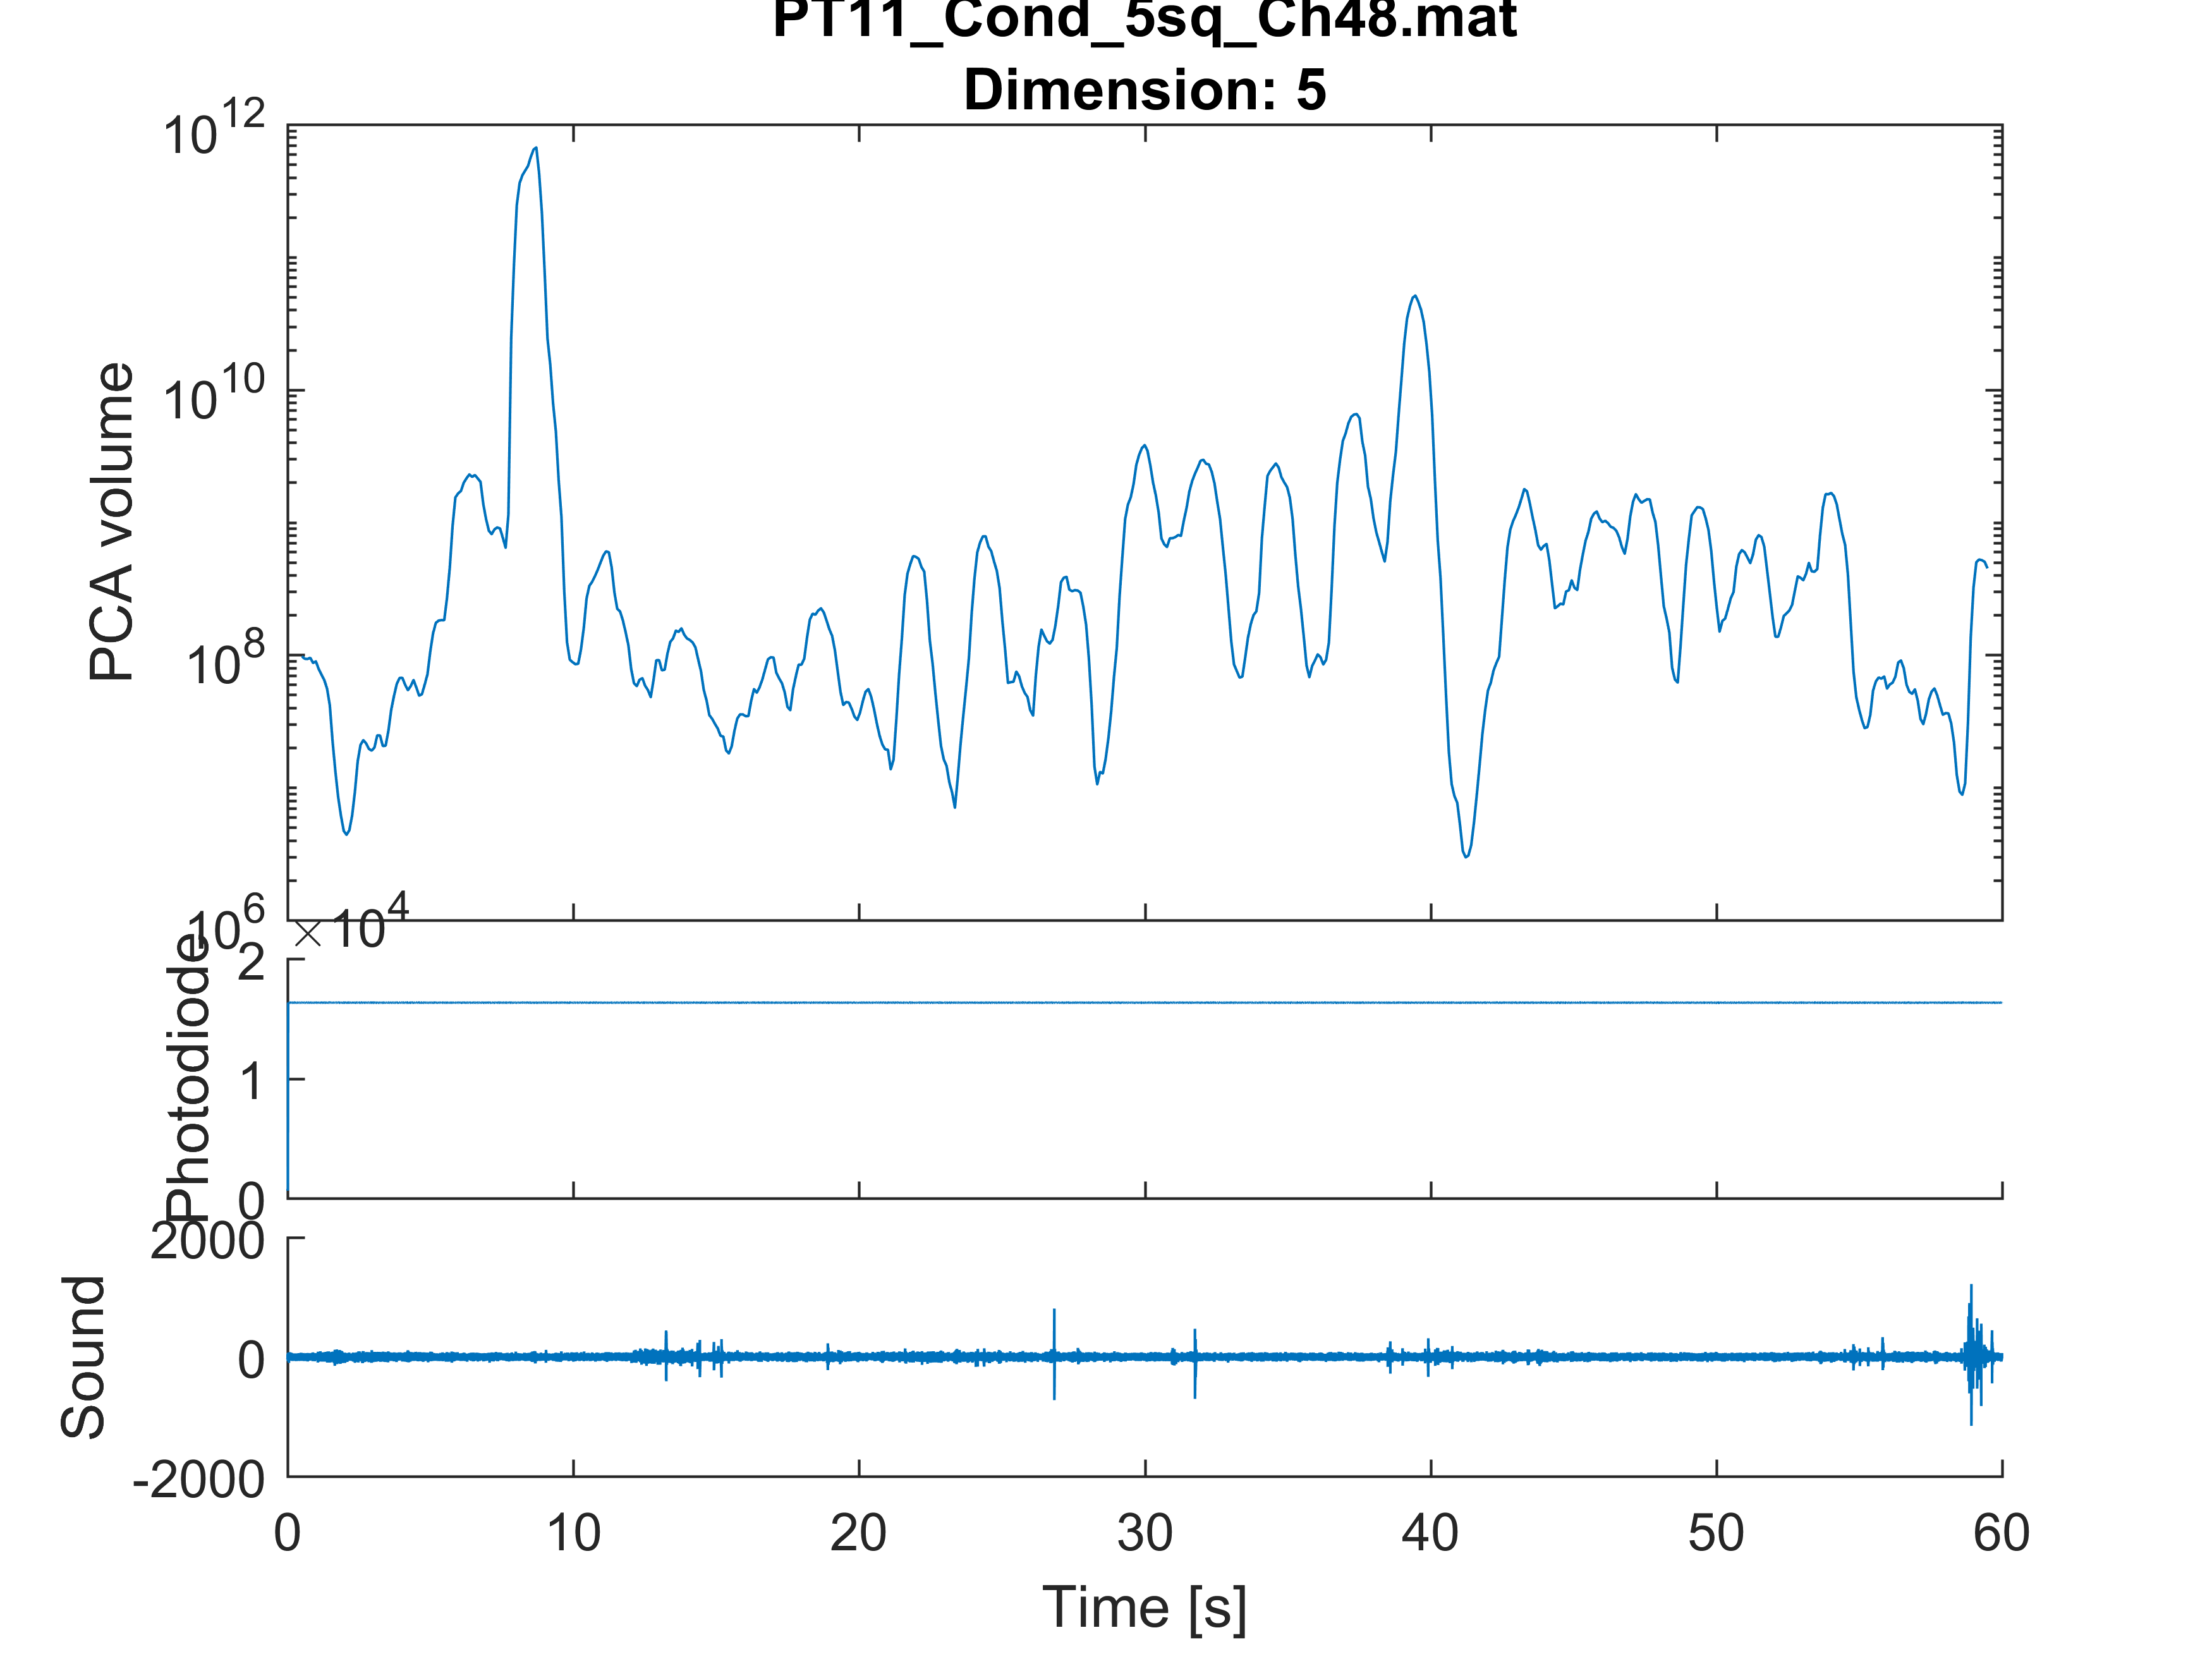 PT11_Cond_5sq_Ch48.mat
Dimension: 5
10^12
10^10
10^8
10^6
PCA volume
× 10^4
2
1
0
Photodiode
2000
0
-2000
Sound
0 10 20 30 40 50 60
Time [s]